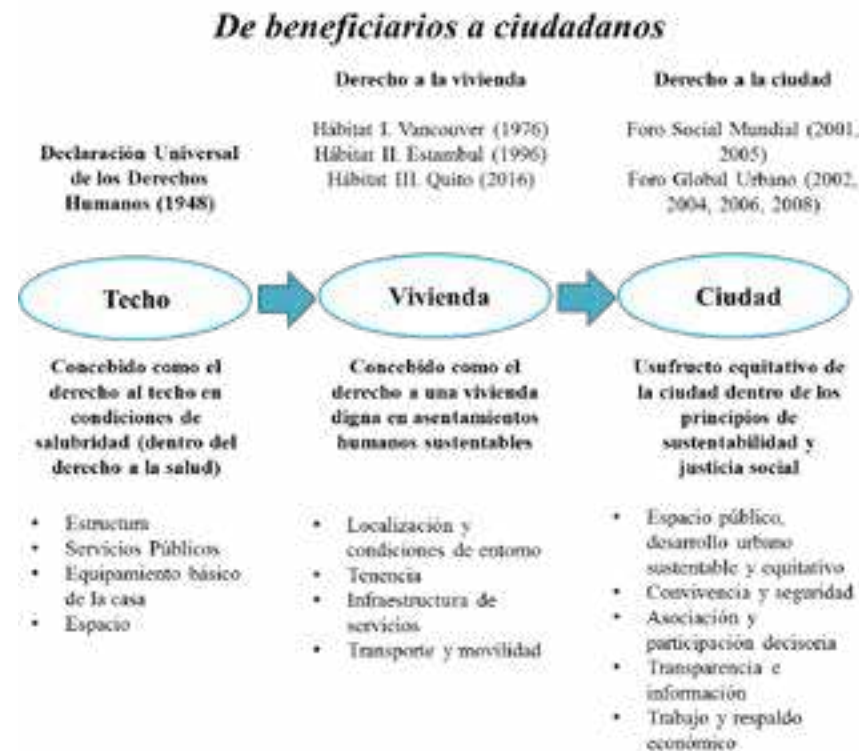 De beneficiarios a ciudadanos
Declaración Universal
de los Derechos
Humanos (1948)
Derecho a la vivienda
Hábitat I. Vancouver (1976)
Hábitat II. Estambul (1996)
Hábitat III. Quito (2016)
Derecho a la ciudad
Foro Social Mundial (2001,
2005)
Foro Global Urbano (2002,
2004, 2006, 2008)
Techo
Vivienda
Ciudad
Concebido como el
derecho al techo en
condiciones de
salubridad (dentro del
derecho a la salud)
• Estructura
• Servicios Públicos
• Equipamiento básico
de la casa
• Espacio
Concebido como el
derecho a una vivienda
digna en asentamientos
humanos sustentables
• Localización y
condiciones de entorno
• Tenencia
• Infraestructura de
servicios
• Transporte y movilidad
Usufructo equitativo de
la ciudad dentro de los
principios de
sustentabilidad y
justicia social
• Espacio público,
desarrollo urbano
sustentable y equitativo
• Convivencia y seguridad
• Asociación y
participación decisoria
• Transparencia e
información
• Trabajo y respaldo
económico